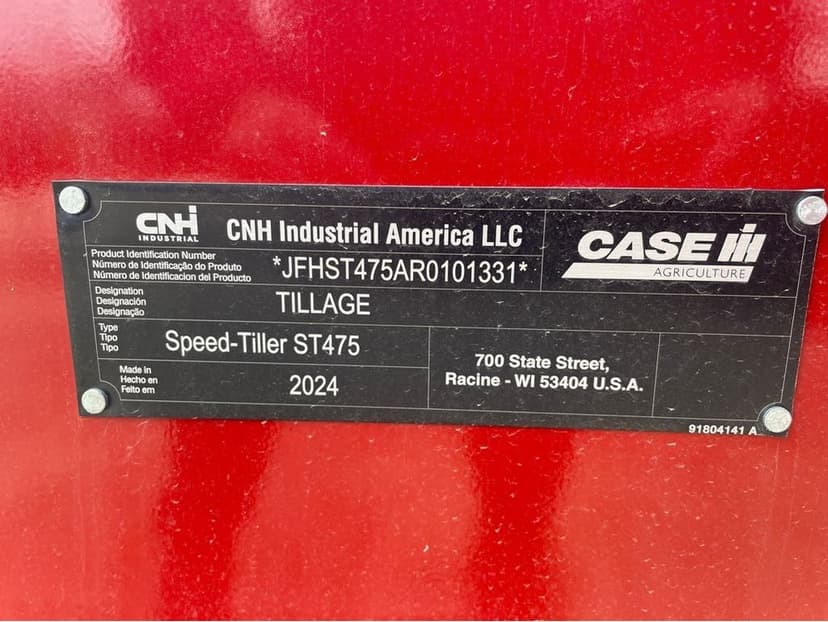 CNH
INDUSTRIAL
CNH Industrial America LLC
CASE IH
AGRICULTURE
Product Identification Number
Número de Identificação do Produto
Número de Identificacion del Producto
*JFHST475AR0101331*
Designation
Designación
Designação
TILLAGE
Type
Tipo
Tipo
Speed-Tiller ST475
Made in
Hecho en
Feito em
2024
700 State Street,
Racine - WI 53404 U.S.A.
91804141 A